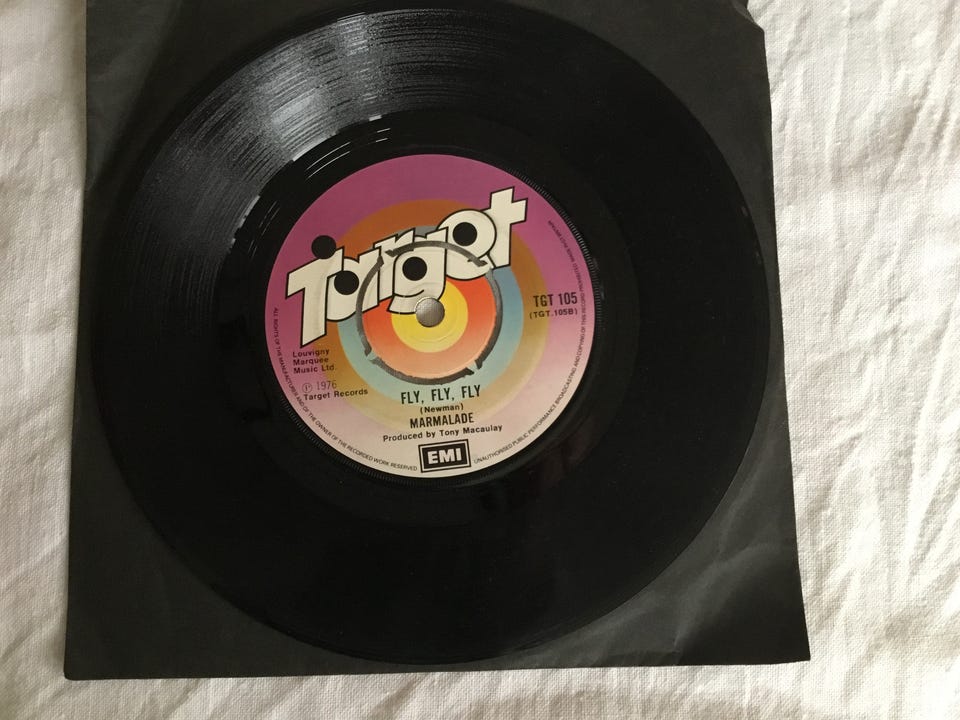 Target
TGT 105
(TGT.105B)
Louvigny
Marquee
Music Ltd.
Ⓟ 1976
Target Records
FLY, FLY, FLY
(Newman)
MARMALADE
Produced by Tony Macaulay
EMI
ALL RIGHTS OF THE MANUFACTURER AND OF THE OWNER OF THE RECORDED WORK RESERVED
UNAUTHORISED PUBLIC PERFORMANCE BROADCASTING AND COPYING OF THIS RECORD PROHIBITED